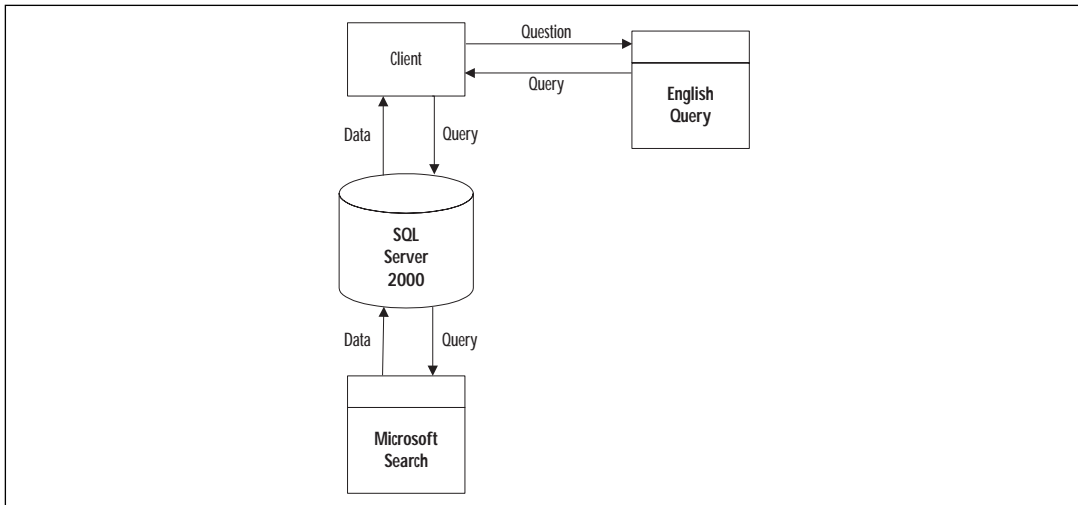 Question
Client
Query
English
Query
Data
Query
SQL
Server
2000
Data
Query
Microsoft
Search